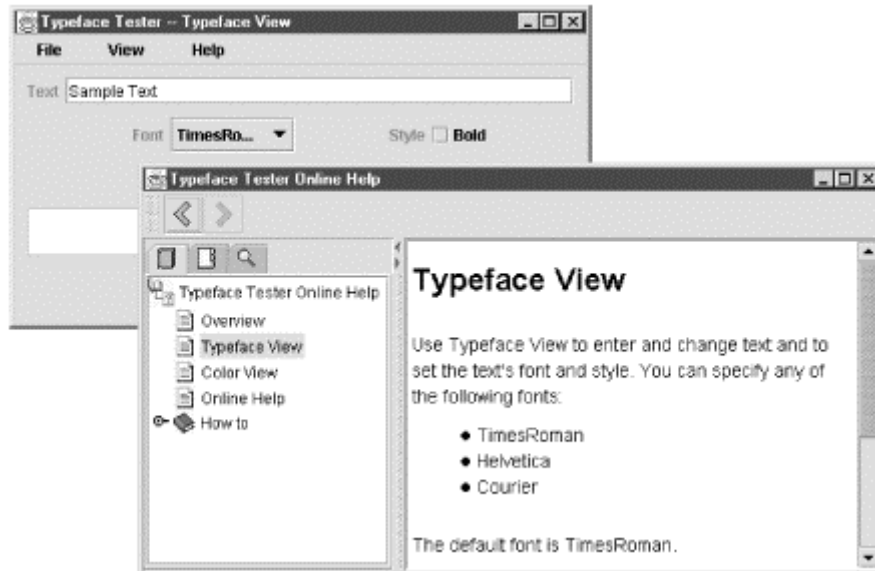 Typeface Tester -- Typeface View
File View Help
Text Sample Text
Font TimesRo... Style Bold
Typeface Tester Online Help
Typeface Tester Online Help
Overview
Typeface View
Color View
Online Help
How to
Typeface View
Use Typeface View to enter and change text and to
set the text's font and style. You can specify any of
the following fonts:
● TimesRoman
● Helvetica
● Courier
The default font is TimesRoman.